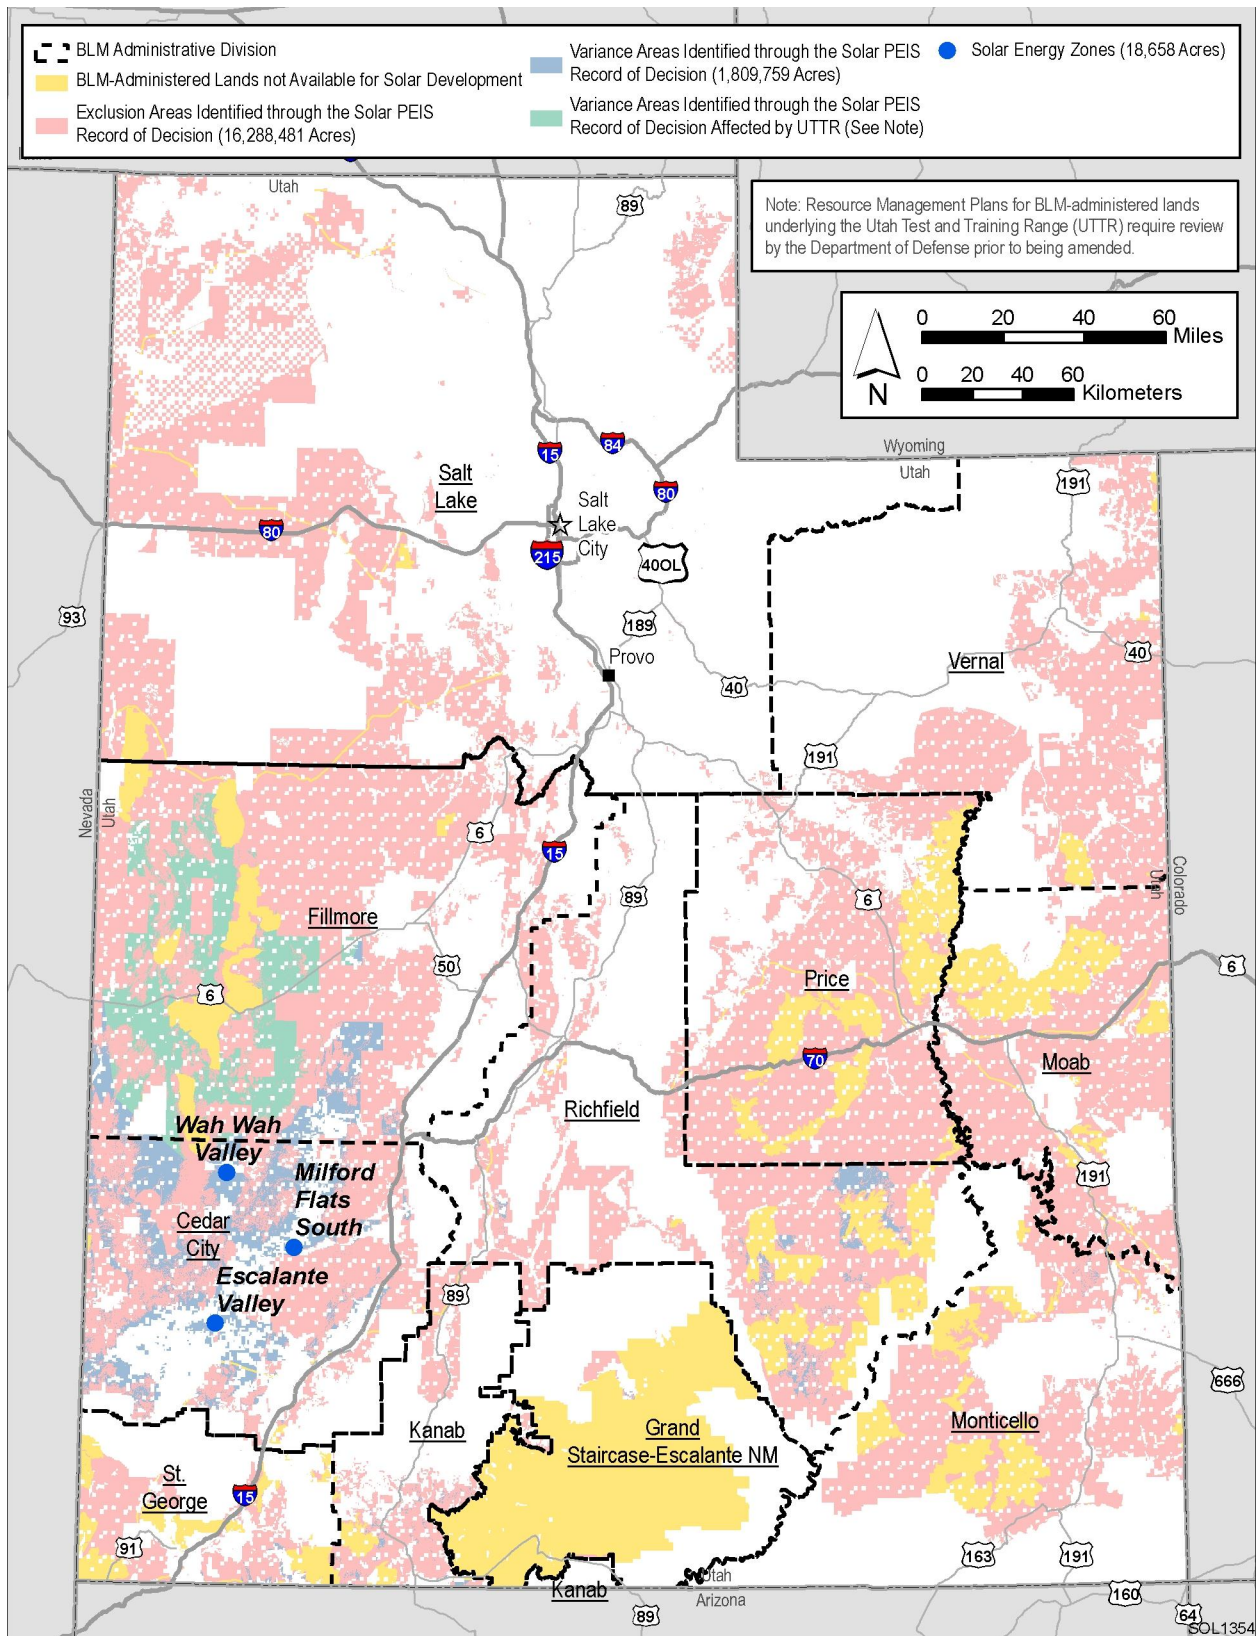 BLM Administrative Division
BLM-Administered Lands not Available for Solar Development
Exclusion Areas Identified through the Solar PEIS
Record of Decision (16,288,481 Acres)
Variance Areas Identified through the Solar PEIS
Record of Decision (1,809,759 Acres)
Variance Areas Identified through the Solar PEIS
Record of Decision Affected by UTTR (See Note)
Solar Energy Zones (18,658 Acres)
Utah
89
Note: Resource Management Plans for BLM-administered lands
underlying the Utah Test and Training Range (UTTR) require review
by the Department of Defense prior to being amended.
0 20 40 60
Miles
0 20 40 60
Kilometers
N
Wyoming
Utah
15
84
80
191
Salt
Lake
Salt
Lake
City
80
215
40OL
93
189
Provo
Vernal
40
40
191
Nevada
Utah
6
15
89
6
Colorado
Utah
Fillmore
50
6
Price
6
70
Moab
Richfield
Wah Wah
Valley
Milford
Flats
South
191
Cedar
City
Escalante
Valley
89
666
Kanab
Grand
Staircase-Escalante NM
Monticello
St.
George
15
91
163
191
Kanab
Utah
Arizona
160
89
64
SOL1354